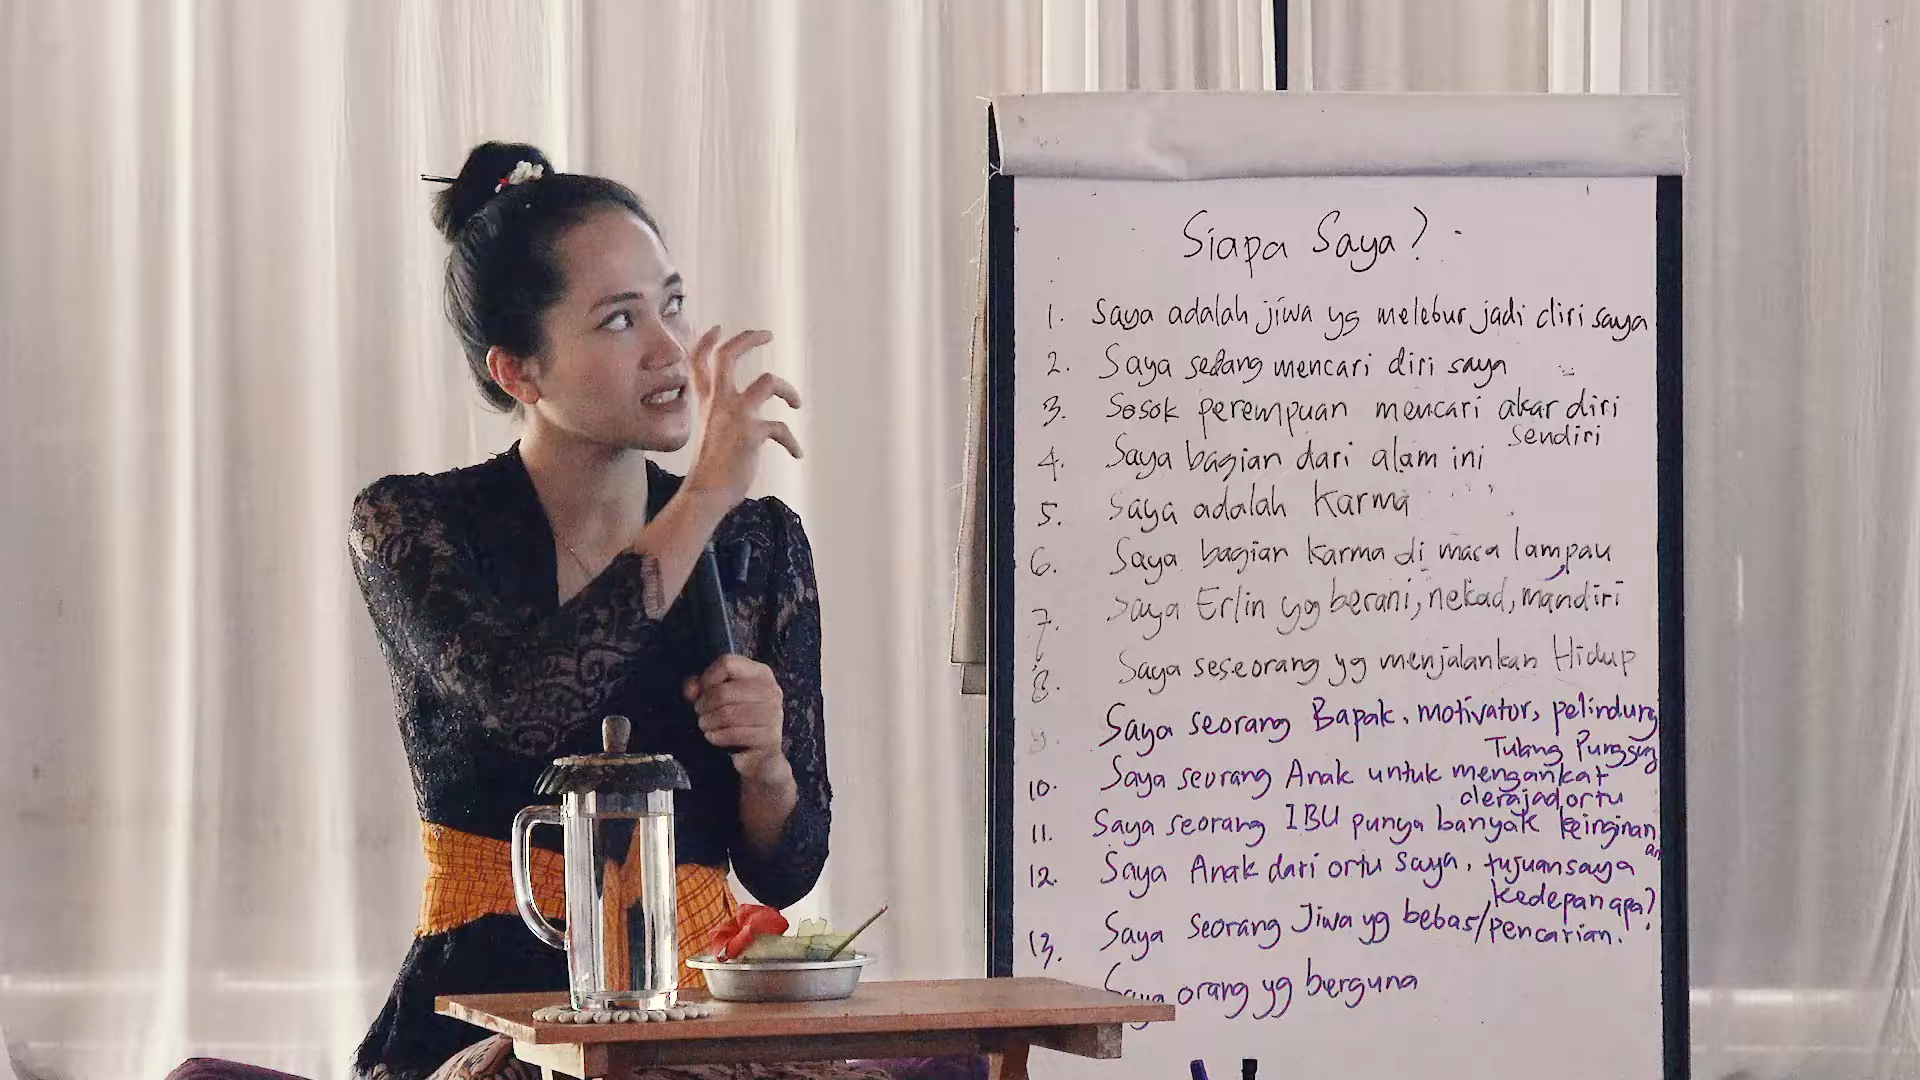 Siapa Saya?
1. Saya adalah jiwa yg melebur jadi diri saya
2. Saya sedang mencari diri saya
3. Sosok perempuan mencari akar diri
sendiri
4. Saya bagian dari alam ini
5. Saya adalah Karma
6. Saya bagian karma di masa lampau
7. Saya Erlin yg berani, nekad, mandiri
8. Saya seseorang yg menjalankan Hidup
9. Saya seorang Bapak, motivator, pelindung
Tulang Punggung
10. Saya seorang Anak untuk mengankat
derajad ortu
11. Saya seorang IBU punya banyak keinginan
an
12. Saya Anak dari ortu saya, tujuan saya
kedepan apa?
13. Saya seorang Jiwa yg bebas/pencarian.
Saya orang yg berguna